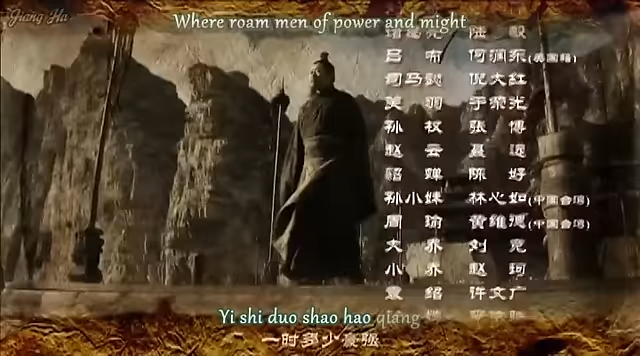 Jiang Hu
Where roam men of power and might
诸葛亮 陆 毅
吕 布 何润东(美国籍)
司马懿 倪大红
关 羽 于荣光
孙 权 张 博
赵 云 聂 远
貂 蝉 陈 好
孙小妹 林心如(中国台湾)
周 瑜 黄维德(中国台湾)
大 乔 刘 竞
小 乔 赵 珂
袁 绍 许文广
Yi shi duo shao hao qiang
一时多少豪强